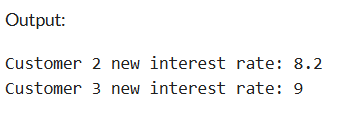 Output:
Customer 2 new interest rate: 8.2
Customer 3 new interest rate: 9